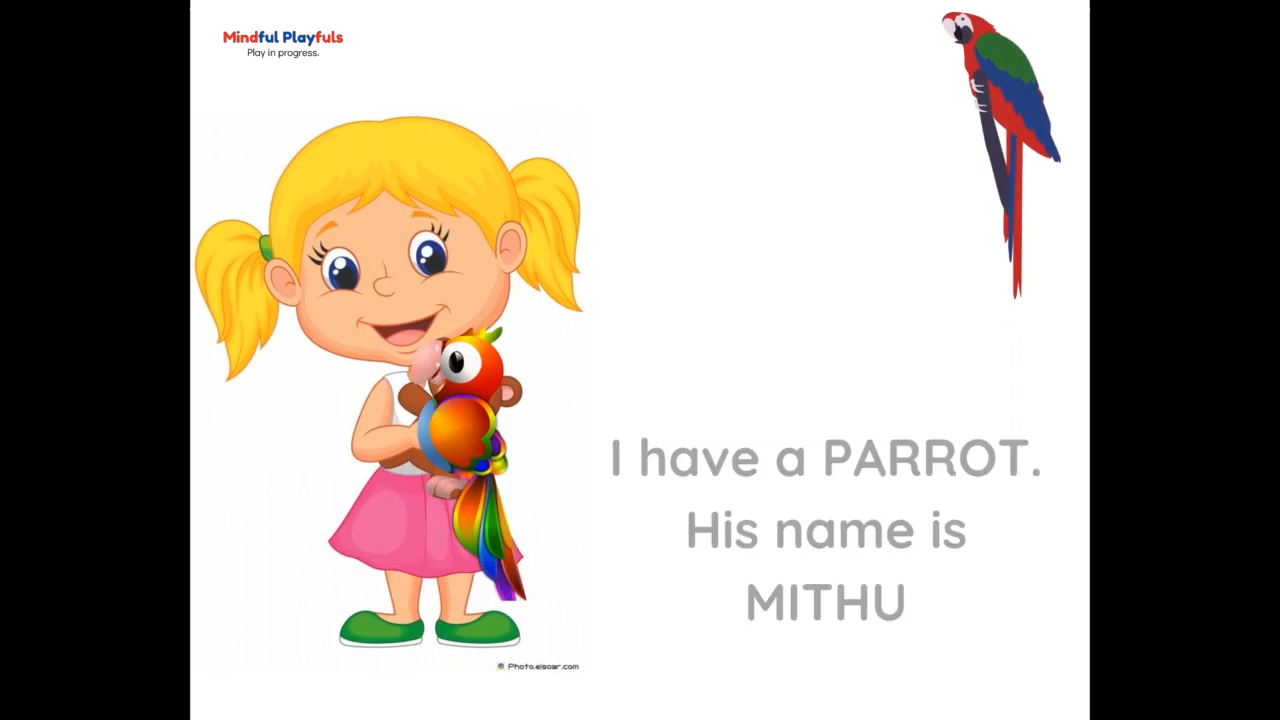 Mindful Playfuls
Play in progress.
I have a PARROT.
His name is
MITHU
Photo.elsoar.com